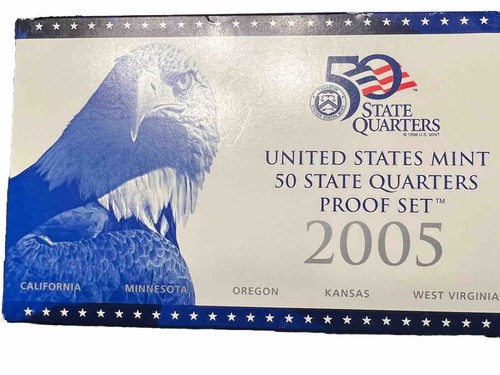 50
STATE
QUARTERS
© 1998 U.S. MINT
UNITED STATES MINT
50 STATE QUARTERS
PROOF SET™
2005
CALIFORNIA MINNESOTA OREGON KANSAS WEST VIRGINIA